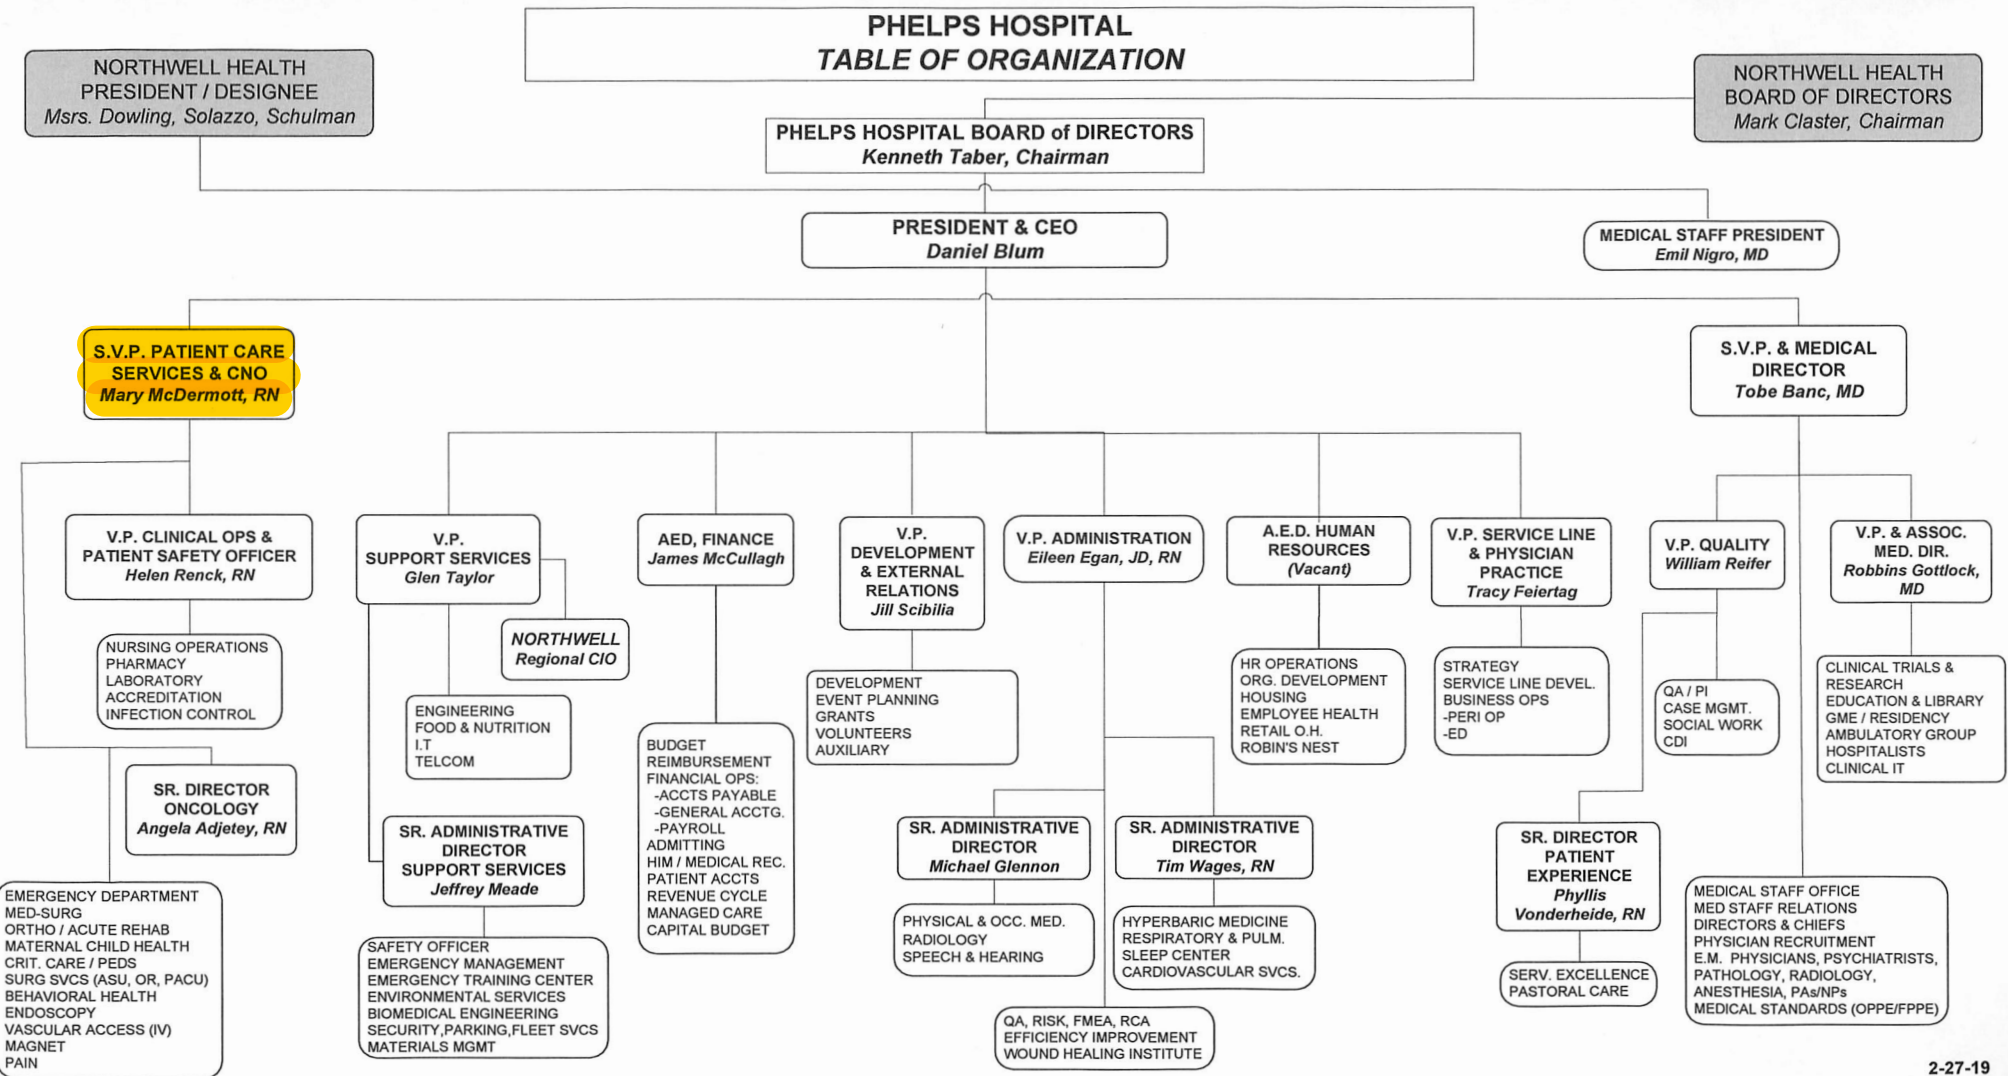 PHELPS HOSPITAL
TABLE OF ORGANIZATION
NORTHWELL HEALTH
PRESIDENT / DESIGNEE
Msrs. Dowling, Solazzo, Schulman
NORTHWELL HEALTH
BOARD OF DIRECTORS
Mark Claster, Chairman
PHELPS HOSPITAL BOARD of DIRECTORS
Kenneth Taber, Chairman
PRESIDENT & CEO
Daniel Blum
MEDICAL STAFF PRESIDENT
Emil Nigro, MD
S.V.P. PATIENT CARE
SERVICES & CNO
Mary McDermott, RN
S.V.P. & MEDICAL
DIRECTOR
Tobe Banc, MD
V.P. CLINICAL OPS &
PATIENT SAFETY OFFICER
Helen Renck, RN
V.P.
SUPPORT SERVICES
Glen Taylor
AED, FINANCE
James McCullagh
V.P.
DEVELOPMENT
& EXTERNAL
RELATIONS
Jill Scibilia
V.P. ADMINISTRATION
Eileen Egan, JD, RN
A.E.D. HUMAN
RESOURCES
(Vacant)
V.P. SERVICE LINE
& PHYSICIAN
PRACTICE
Tracy Feiertag
V.P. QUALITY
William Reifer
V.P. & ASSOC.
MED. DIR.
Robbins Gottlock,
MD
NURSING OPERATIONS
PHARMACY
LABORATORY
ACCREDITATION
INFECTION CONTROL
NORTHWELL
Regional CIO
ENGINEERING
FOOD & NUTRITION
I.T
TELCOM
BUDGET
REIMBURSEMENT
FINANCIAL OPS:
-ACCTS PAYABLE
-GENERAL ACCTG.
-PAYROLL
ADMITTING
HIM / MEDICAL REC.
PATIENT ACCTS
REVENUE CYCLE
MANAGED CARE
CAPITAL BUDGET
DEVELOPMENT
EVENT PLANNING
GRANTS
VOLUNTEERS
AUXILIARY
HR OPERATIONS
ORG. DEVELOPMENT
HOUSING
EMPLOYEE HEALTH
RETAIL O.H.
ROBIN'S NEST
STRATEGY
SERVICE LINE DEVEL.
BUSINESS OPS
-PERI OP
-ED
QA / PI
CASE MGMT.
SOCIAL WORK
CDI
CLINICAL TRIALS &
RESEARCH
EDUCATION & LIBRARY
GME / RESIDENCY
AMBULATORY GROUP
HOSPITALISTS
CLINICAL IT
SR. DIRECTOR
ONCOLOGY
Angela Adjetey, RN
SR. ADMINISTRATIVE
DIRECTOR
SUPPORT SERVICES
Jeffrey Meade
SR. ADMINISTRATIVE
DIRECTOR
Michael Glennon
SR. ADMINISTRATIVE
DIRECTOR
Tim Wages, RN
SR. DIRECTOR
PATIENT
EXPERIENCE
Phyllis
Vonderheide, RN
EMERGENCY DEPARTMENT
MED-SURG
ORTHO / ACUTE REHAB
MATERNAL CHILD HEALTH
CRIT. CARE / PEDS
SURG SVCS (ASU, OR, PACU)
BEHAVIORAL HEALTH
ENDOSCOPY
VASCULAR ACCESS (IV)
MAGNET
PAIN
SAFETY OFFICER
EMERGENCY MANAGEMENT
EMERGENCY TRAINING CENTER
ENVIRONMENTAL SERVICES
BIOMEDICAL ENGINEERING
SECURITY,PARKING,FLEET SVCS
MATERIALS MGMT
PHYSICAL & OCC. MED.
RADIOLOGY
SPEECH & HEARING
HYPERBARIC MEDICINE
RESPIRATORY & PULM.
SLEEP CENTER
CARDIOVASCULAR SVCS.
QA, RISK, FMEA, RCA
EFFICIENCY IMPROVEMENT
WOUND HEALING INSTITUTE
SERV. EXCELLENCE
PASTORAL CARE
MEDICAL STAFF OFFICE
MED STAFF RELATIONS
DIRECTORS & CHIEFS
PHYSICIAN RECRUITMENT
E.M. PHYSICIANS, PSYCHIATRISTS,
PATHOLOGY, RADIOLOGY,
ANESTHESIA, PAs/NPs
MEDICAL STANDARDS (OPPE/FPPE)
2-27-19